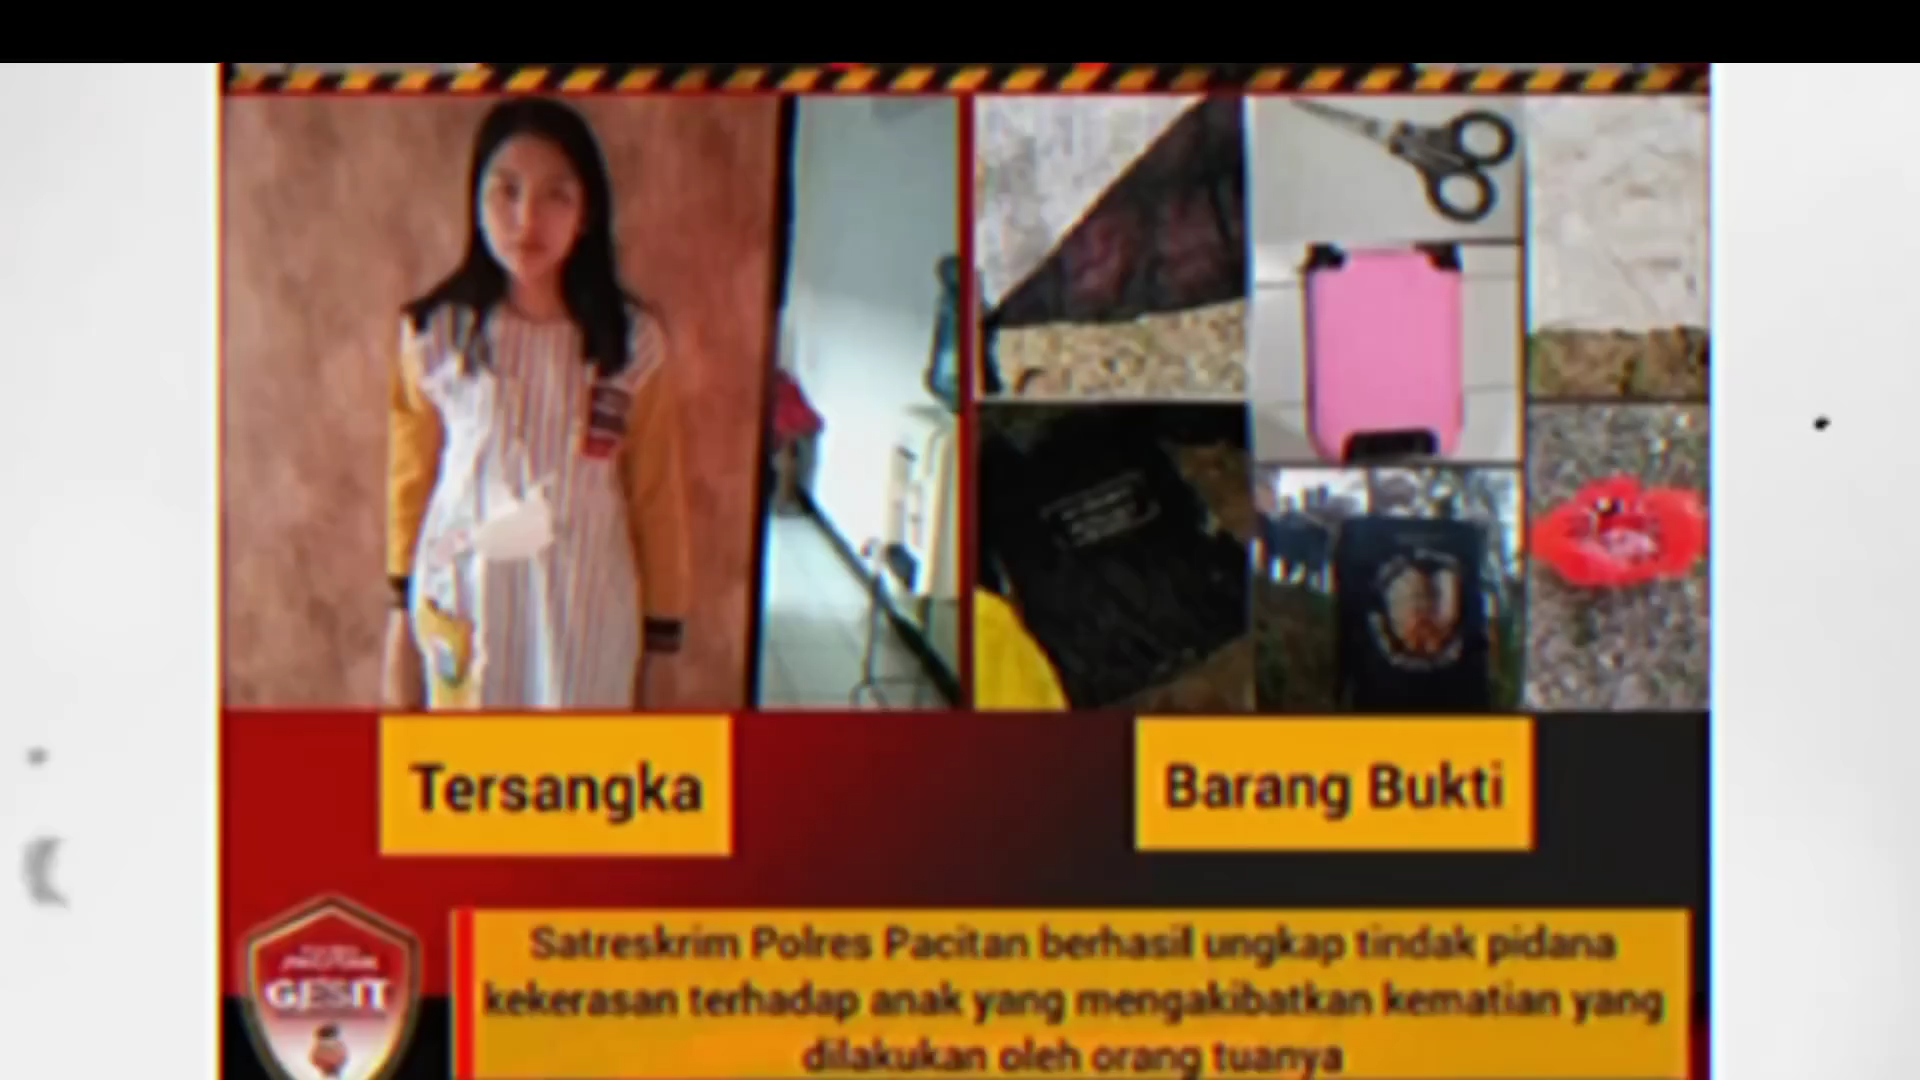 Tersangka
Barang Bukti
GESIT
Satreskrim Polres Pacitan berhasil ungkap tindak pidana
kekerasan terhadap anak yang mengakibatkan kematian yang
dilakukan oleh orang tuanya